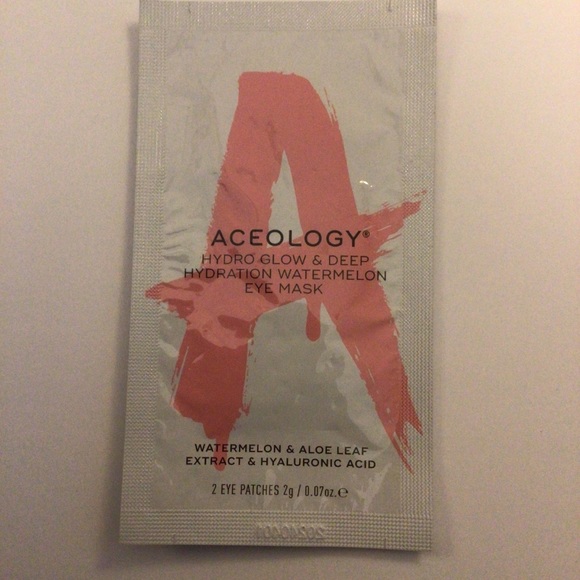 ACEOLOGY®
HYDRO GLOW & DEEP
HYDRATION WATERMELON
EYE MASK
WATERMELON & ALOE LEAF
EXTRACT & HYALURONIC ACID
2 EYE PATCHES 2g / 0.07oz.℮